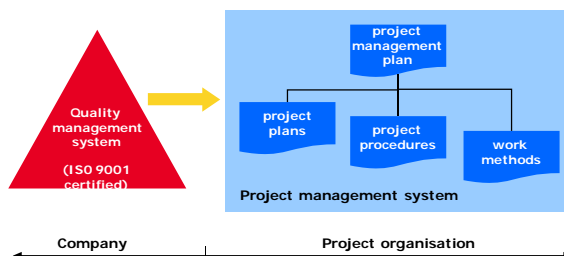 Quality
management
system
(ISO 9001
certified)
project
management
plan
project
plans
project
procedures
work
methods
Project management system
Company
Project organisation